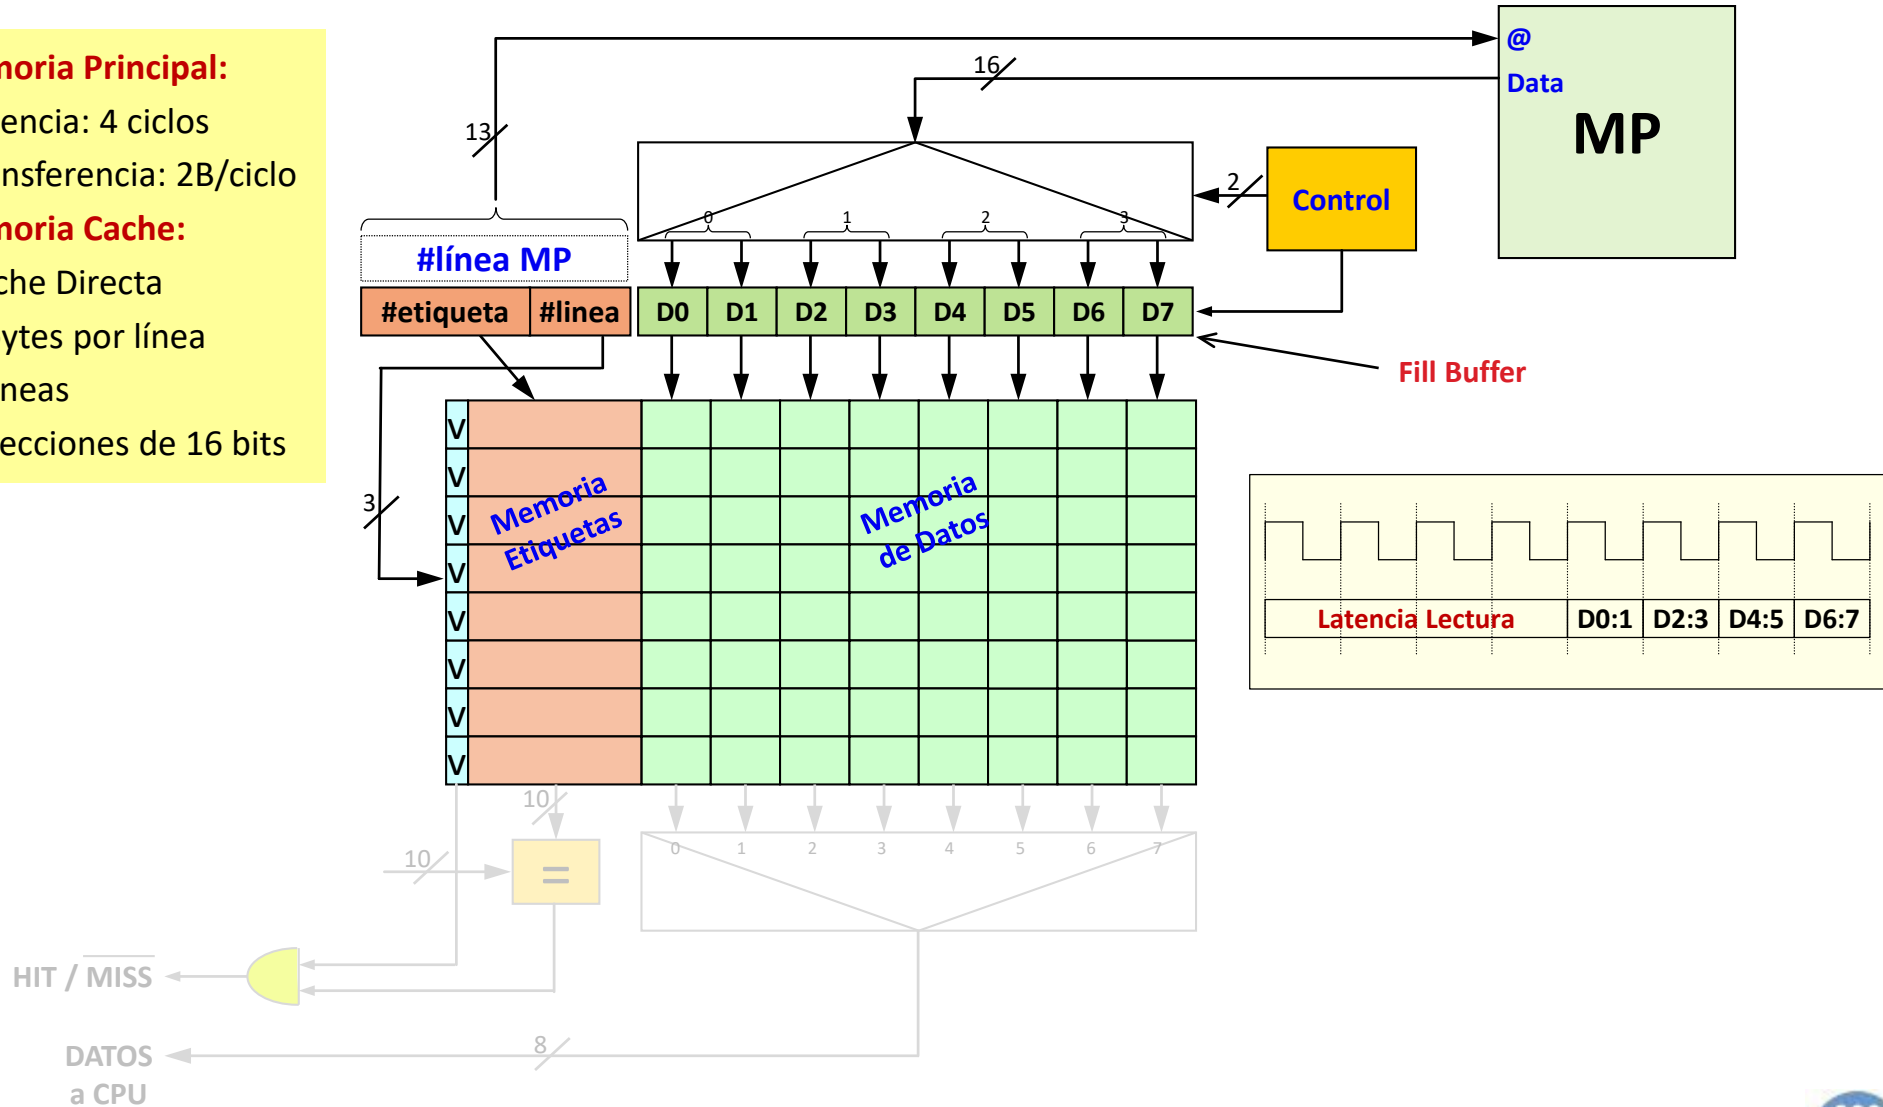 moria Principal:
encia: 4 ciclos
nsferencia: 2B/ciclo
moria Cache:
che Directa
ytes por línea
neas
ecciones de 16 bits
@
Data
MP
16
13
2
Control
0 1 2 3
#línea MP
#etiqueta #linea D0 D1 D2 D3 D4 D5 D6 D7
Fill Buffer
3
V
V
V
V
V
V
V
V
Memoria
Etiquetas
Memoria
de Datos
Latencia Lectura D0:1 D2:3 D4:5 D6:7
10
10
=
0 1 2 3 4 5 6 7
HIT / MISS
8
DATOS
a CPU